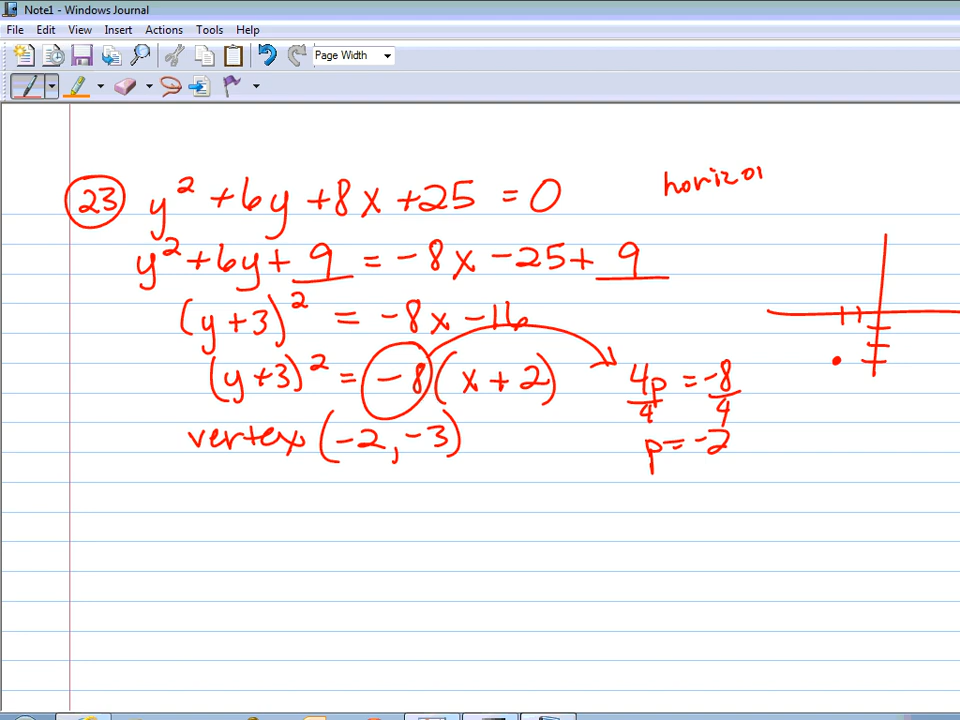 Note1 - Windows Journal
File Edit View Insert Actions Tools Help
Page Width
horizon
23 y² + 6y + 8x + 25 = 0
y² + 6y + 9 = -8x - 25 + 9
(y + 3)² = -8x - 16
(y + 3)² = -8(x + 2)
4p/4 = -8/4
vertex (-2, -3)
p = -2